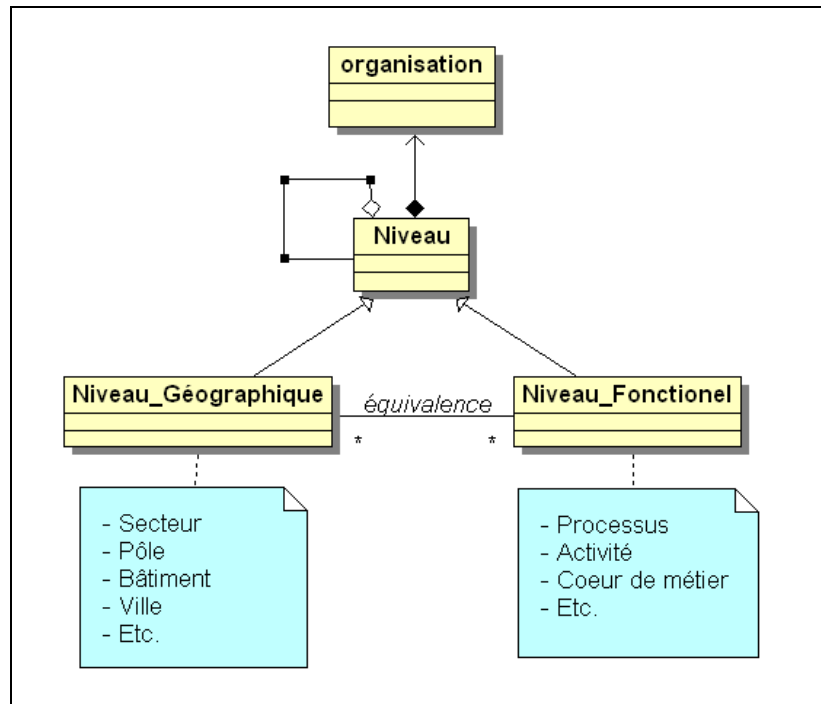 organisation
Niveau
Niveau_Géographique
équivalence
Niveau_Fonctionel
*
*
- Secteur
- Pôle
- Bâtiment
- Ville
- Etc.
- Processus
- Activité
- Coeur de métier
- Etc.